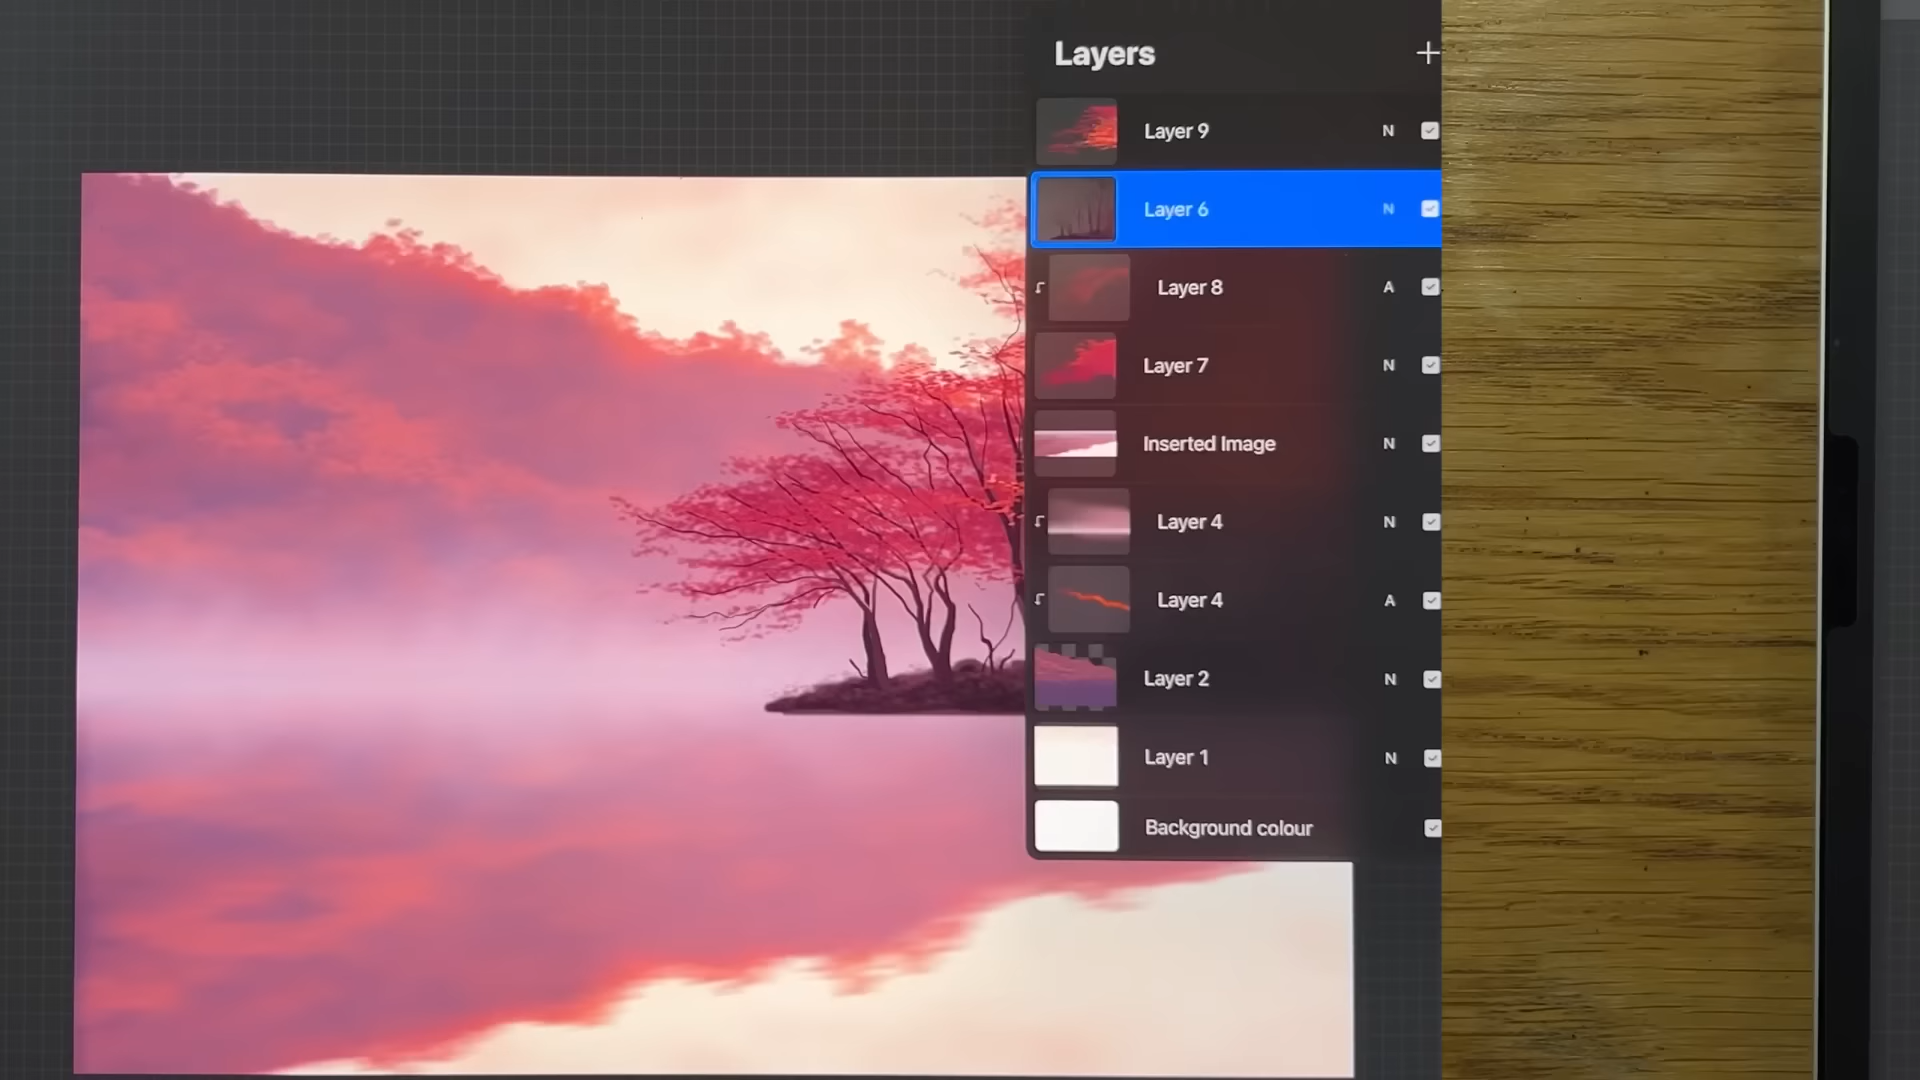 Layers +
Layer 9 N
Layer 6 N
Layer 8 A
Layer 7 N
Inserted Image N
Layer 4 N
Layer 4 A
Layer 2 N
Layer 1 N
Background colour